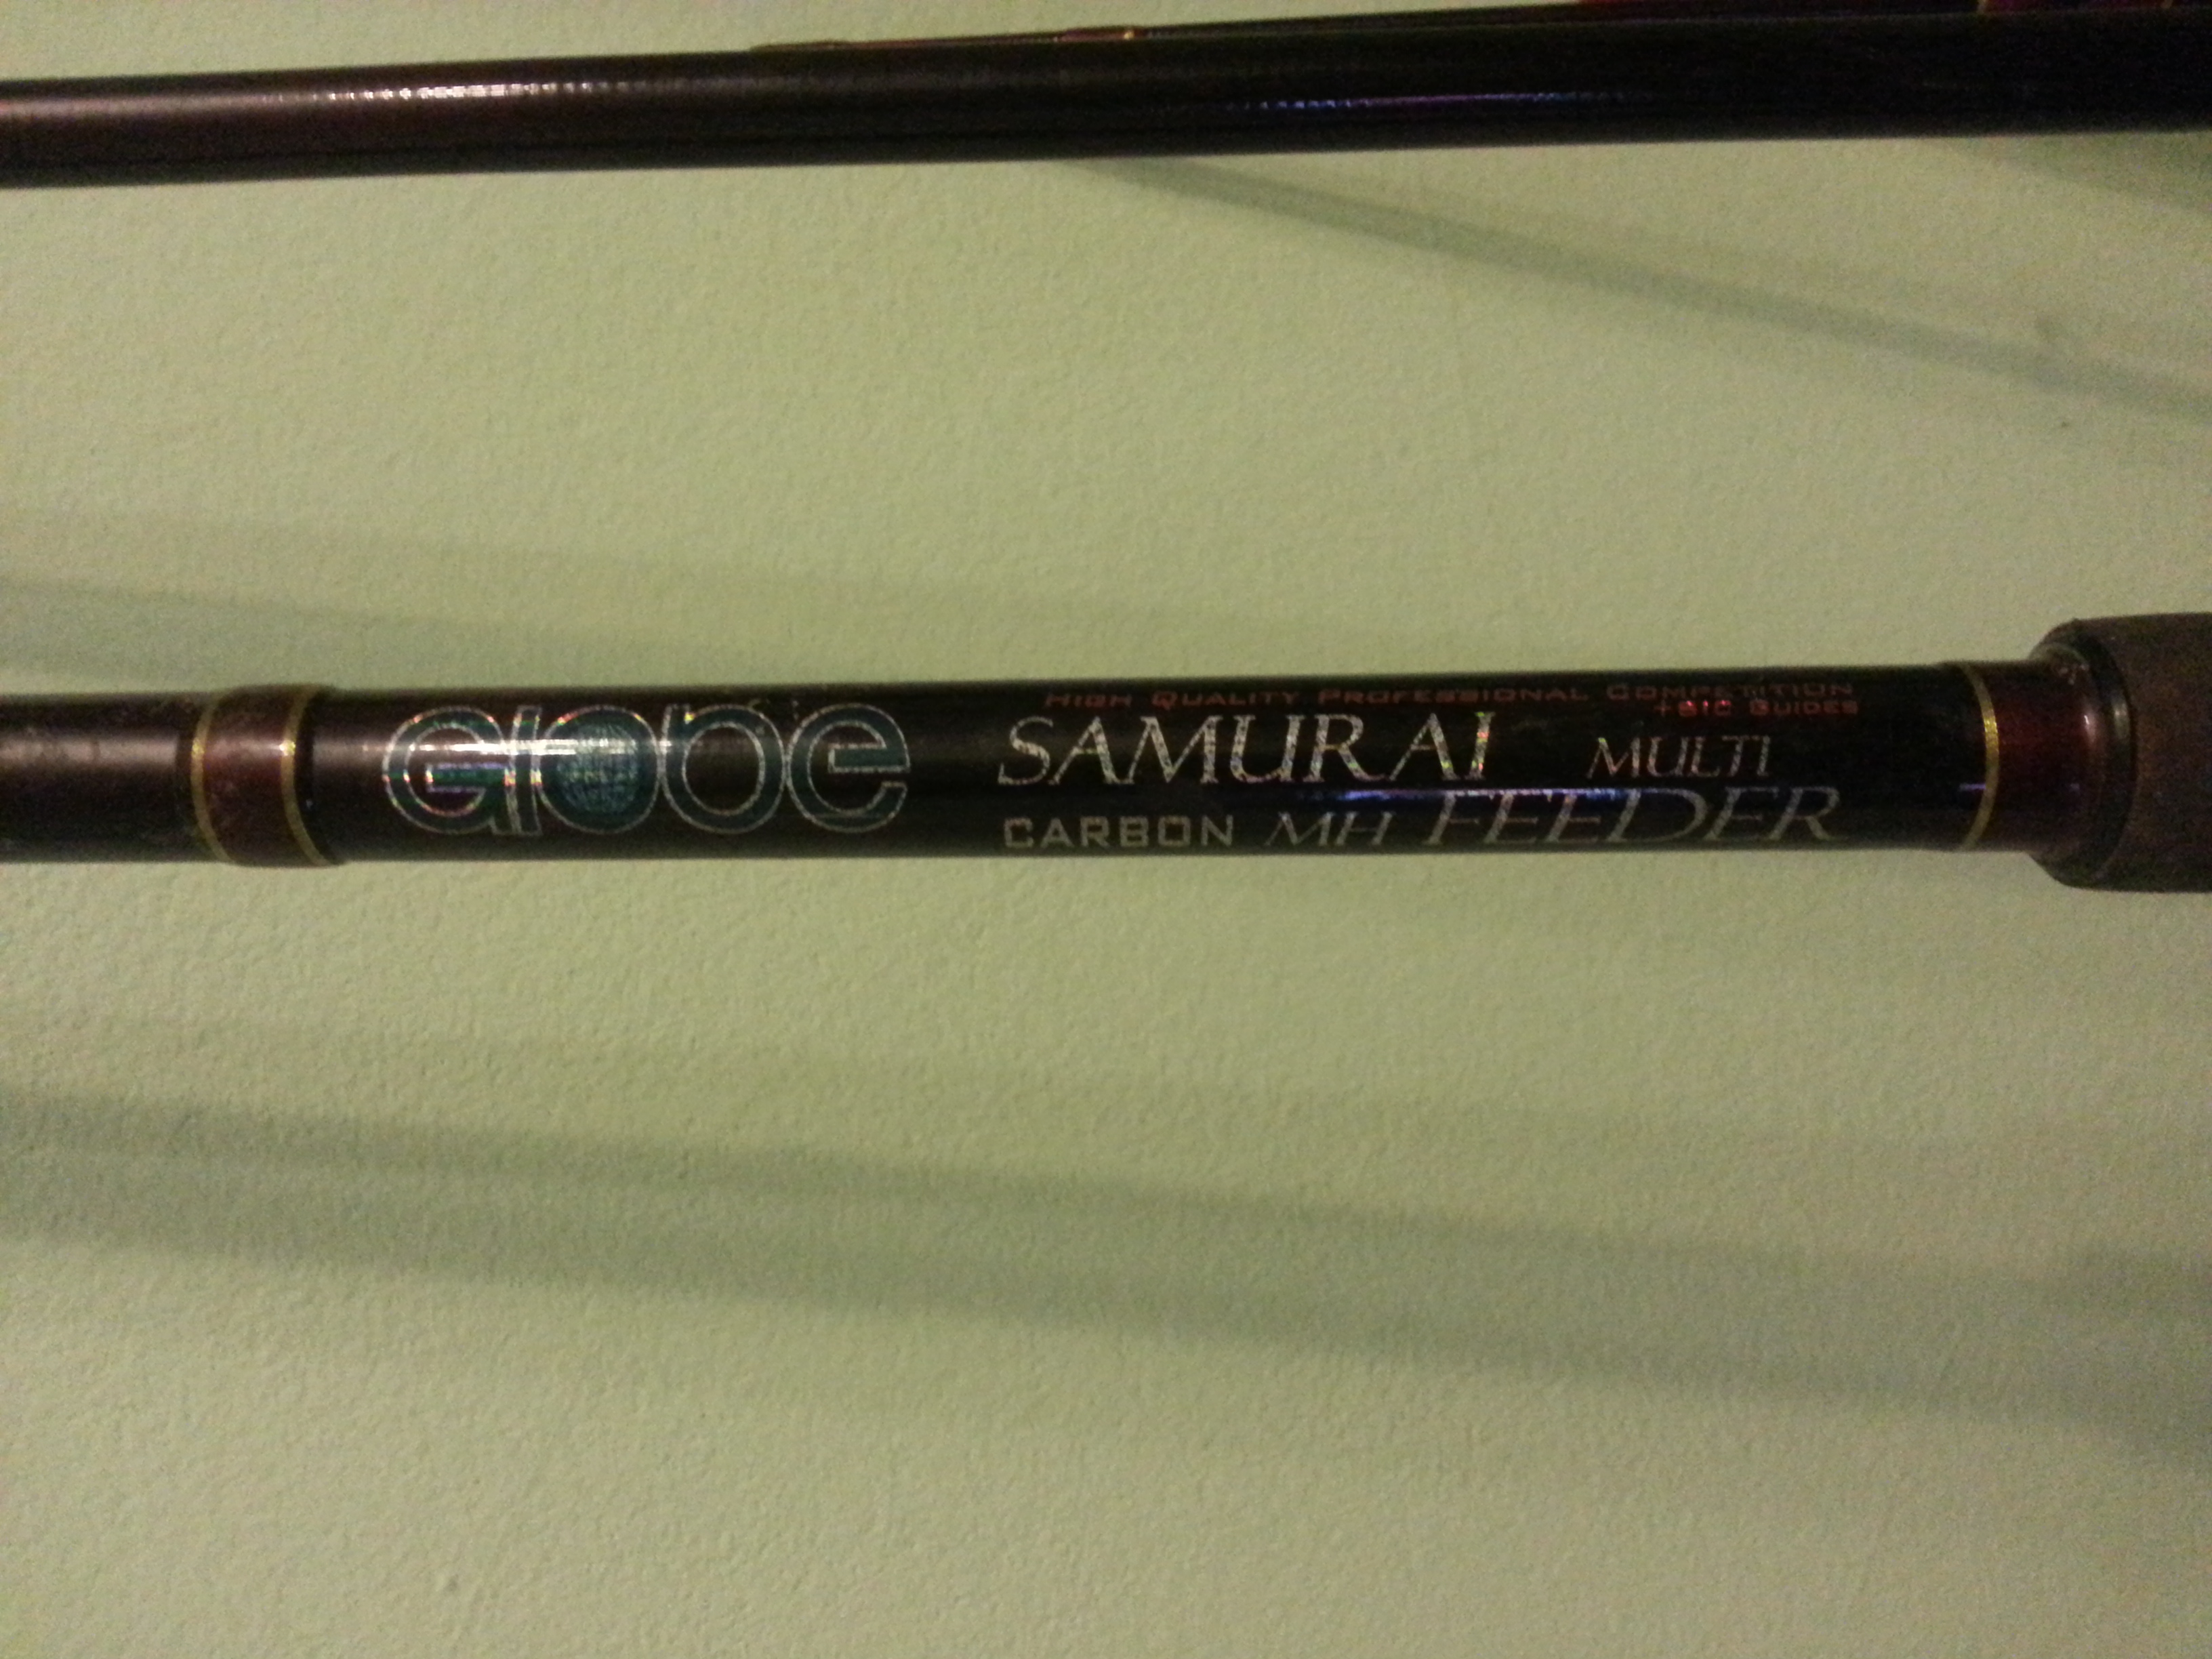 Globe
HIGH QUALITY PROFESSIONAL COMPETITION
+SIC GUIDES
SAMURAI MULTI
CARBON MH FEEDER